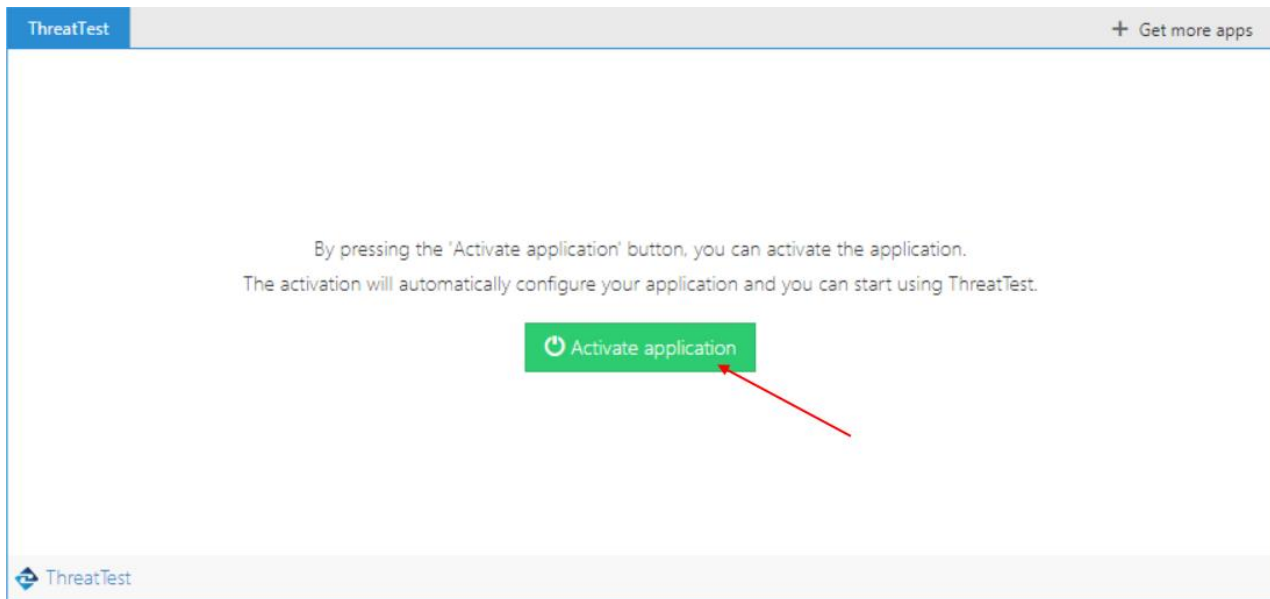 ThreatTest
+ Get more apps
By pressing the 'Activate application' button, you can activate the application.
The activation will automatically configure your application and you can start using ThreatTest.
Activate application
ThreatTest